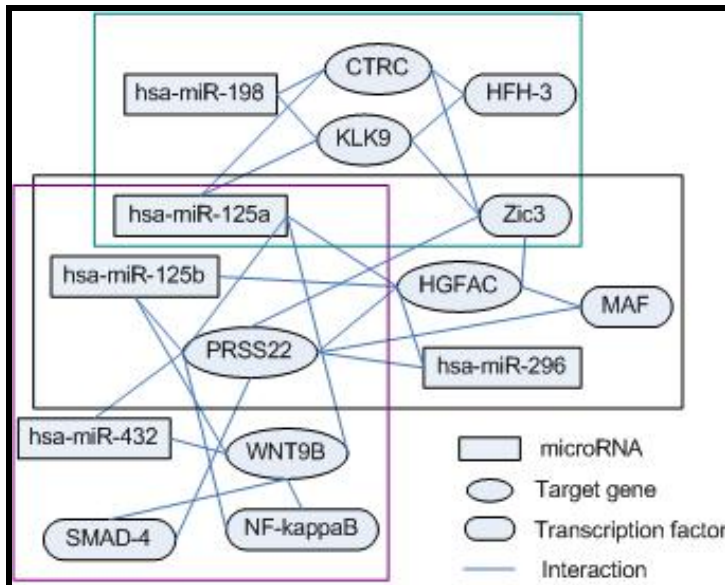 CTRC
hsa-miR-198
HFH-3
KLK9
hsa-miR-125a
Zic3
hsa-miR-125b
HGFAC
MAF
PRSS22
hsa-miR-296
hsa-miR-432
WNT9B
microRNA
Target gene
SMAD-4
NF-kappaB
Transcription factor
Interaction